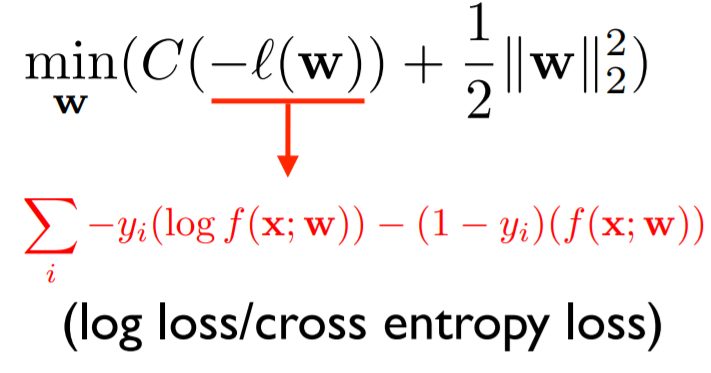 min_w (C(−ℓ(w)) + 1/2 ‖w‖₂²)
∑_i −y_i(log f(x; w)) − (1 − y_i)(f(x; w))
(log loss/cross entropy loss)